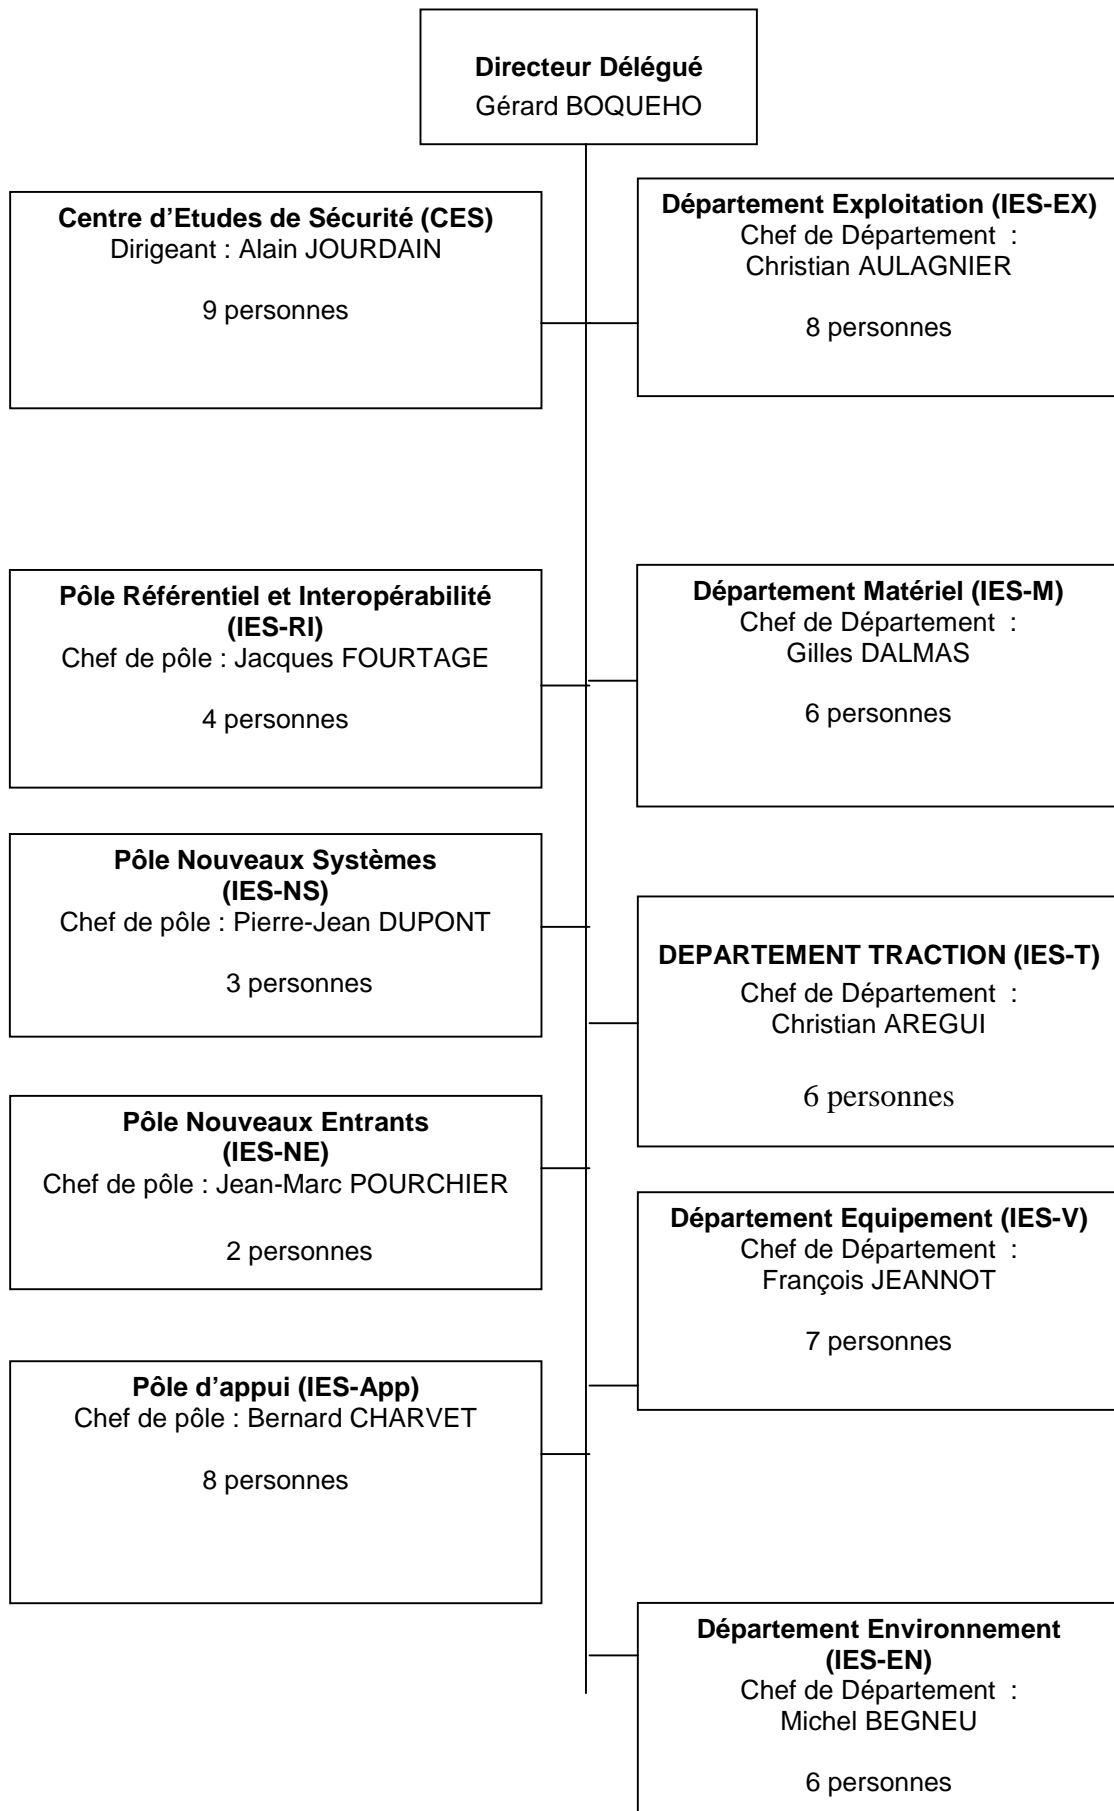 Directeur Délégué
Gérard BOQUEHO
Centre d'Etudes de Sécurité (CES)
Dirigeant : Alain JOURDAIN
9 personnes
Département Exploitation (IES-EX)
Chef de Département :
Christian AULAGNIER
8 personnes
Pôle Référentiel et Interopérabilité
(IES-RI)
Chef de pôle : Jacques FOURTAGE
4 personnes
Département Matériel (IES-M)
Chef de Département :
Gilles DALMAS
6 personnes
Pôle Nouveaux Systèmes
(IES-NS)
Chef de pôle : Pierre-Jean DUPONT
3 personnes
DEPARTEMENT TRACTION (IES-T)
Chef de Département :
Christian AREGUI
6 personnes
Pôle Nouveaux Entrants
(IES-NE)
Chef de pôle : Jean-Marc POURCHIER
2 personnes
Département Equipement (IES-V)
Chef de Département :
François JEANNOT
7 personnes
Pôle d'appui (IES-App)
Chef de pôle : Bernard CHARVET
8 personnes
Département Environnement
(IES-EN)
Chef de Département :
Michel BEGNEU
6 personnes